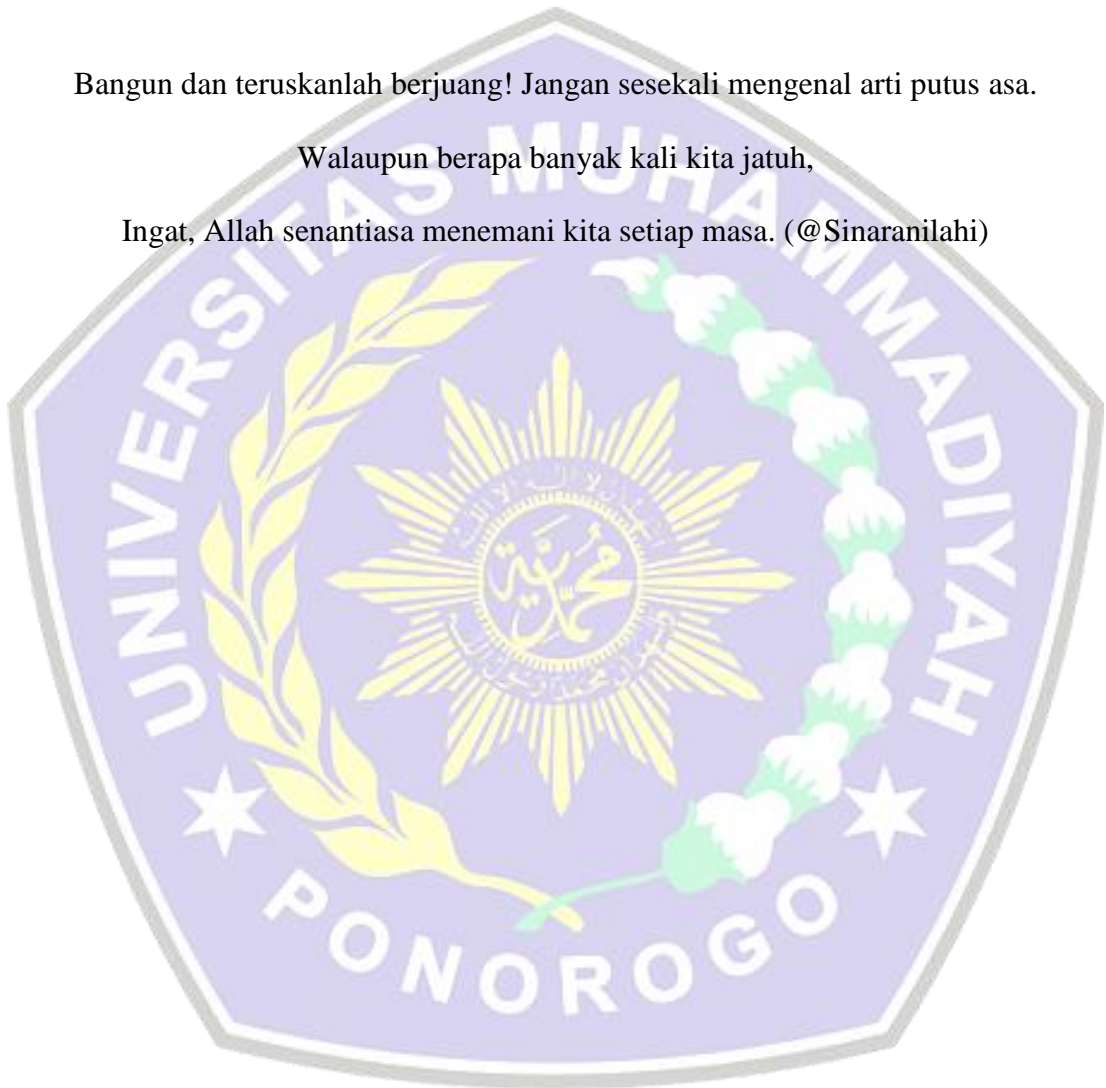 Bangun dan teruskanlah berjuang! Jangan sesekali mengenal arti putus asa.
Walaupun berapa banyak kali kita jatuh,
Ingat, Allah senantiasa menemani kita setiap masa. (@Sinaranilahi)
UNIVERSITAS MUHAMMADIYAH
PONOROGO
محمدية